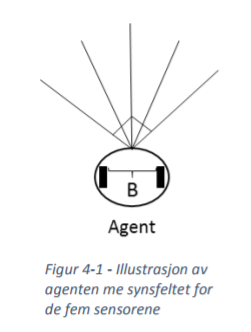 B
Agent
Figur 4-1 - Illustrasjon av
agenten me synsfeltet for
de fem sensorene